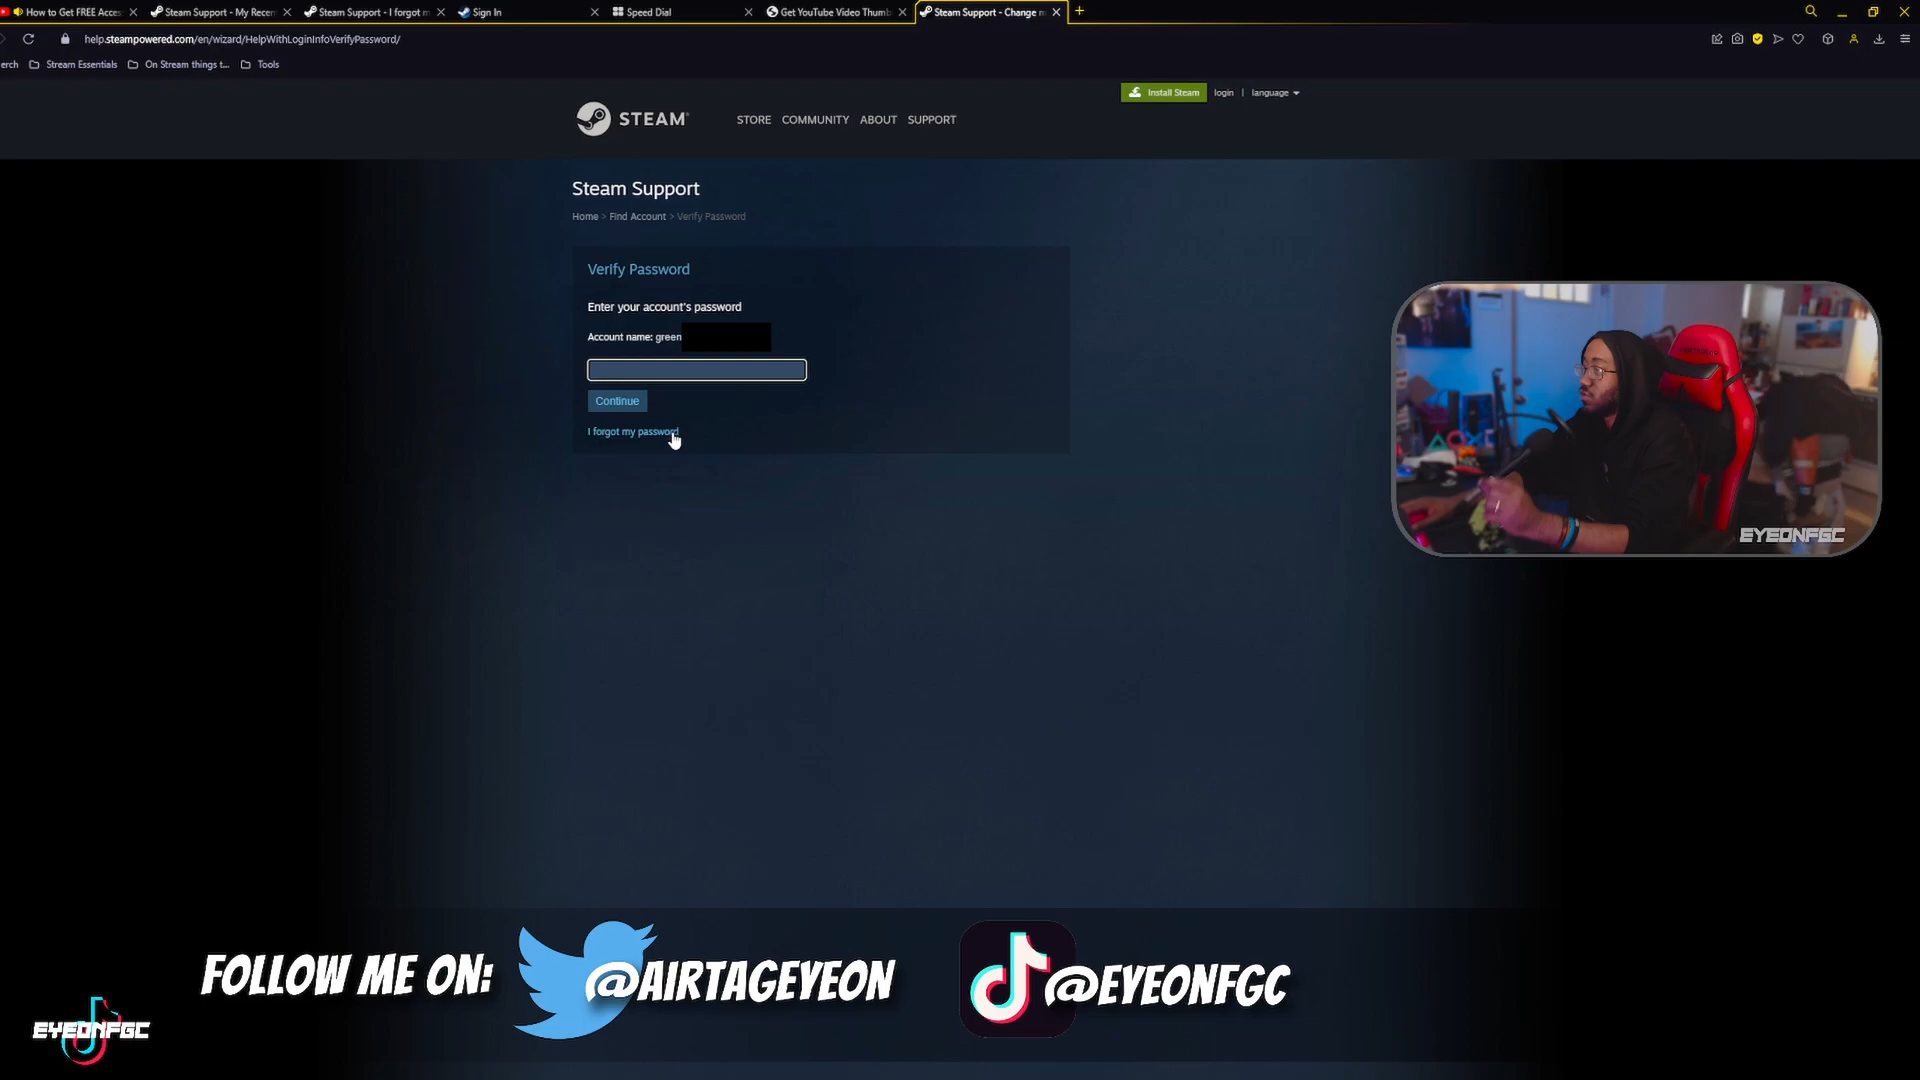 How to Get FREE Acces
Steam Support - My Recen
Steam Support - I forgot m
Sign In
Speed Dial
Get YouTube Video Thumb
Steam Support - Change m
help.steampowered.com/en/wizard/HelpWithLoginInfoVerifyPassword/
erch
Stream Essentials
On Stream things t...
Tools
Install Steam
login
|
language
STEAM®
STORE
COMMUNITY
ABOUT
SUPPORT
Steam Support
Home > Find Account > Verify Password
Verify Password
Enter your account's password
Account name: green
Continue
I forgot my password
EYEONFGC
FOLLOW ME ON:
@AIRTAGEYEON
@EYEONFGC
EYEONFGC